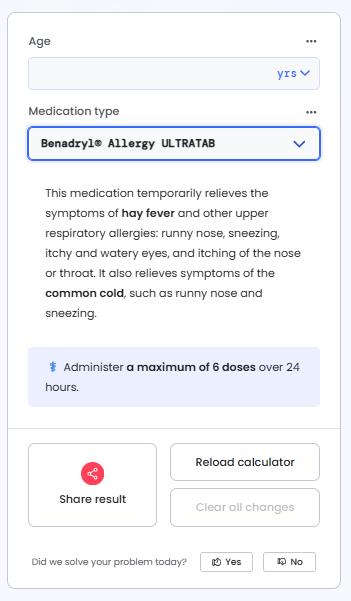 Age
yrs
Medication type
Benadryl® Allergy ULTRATAB
This medication temporarily relieves the
symptoms of hay fever and other upper
respiratory allergies: runny nose, sneezing,
itchy and watery eyes, and itching of the nose
or throat. It also relieves symptoms of the
common cold, such as runny nose and
sneezing.
Administer a maximum of 6 doses over 24
hours.
Share result
Reload calculator
Clear all changes
Did we solve your problem today? Yes No